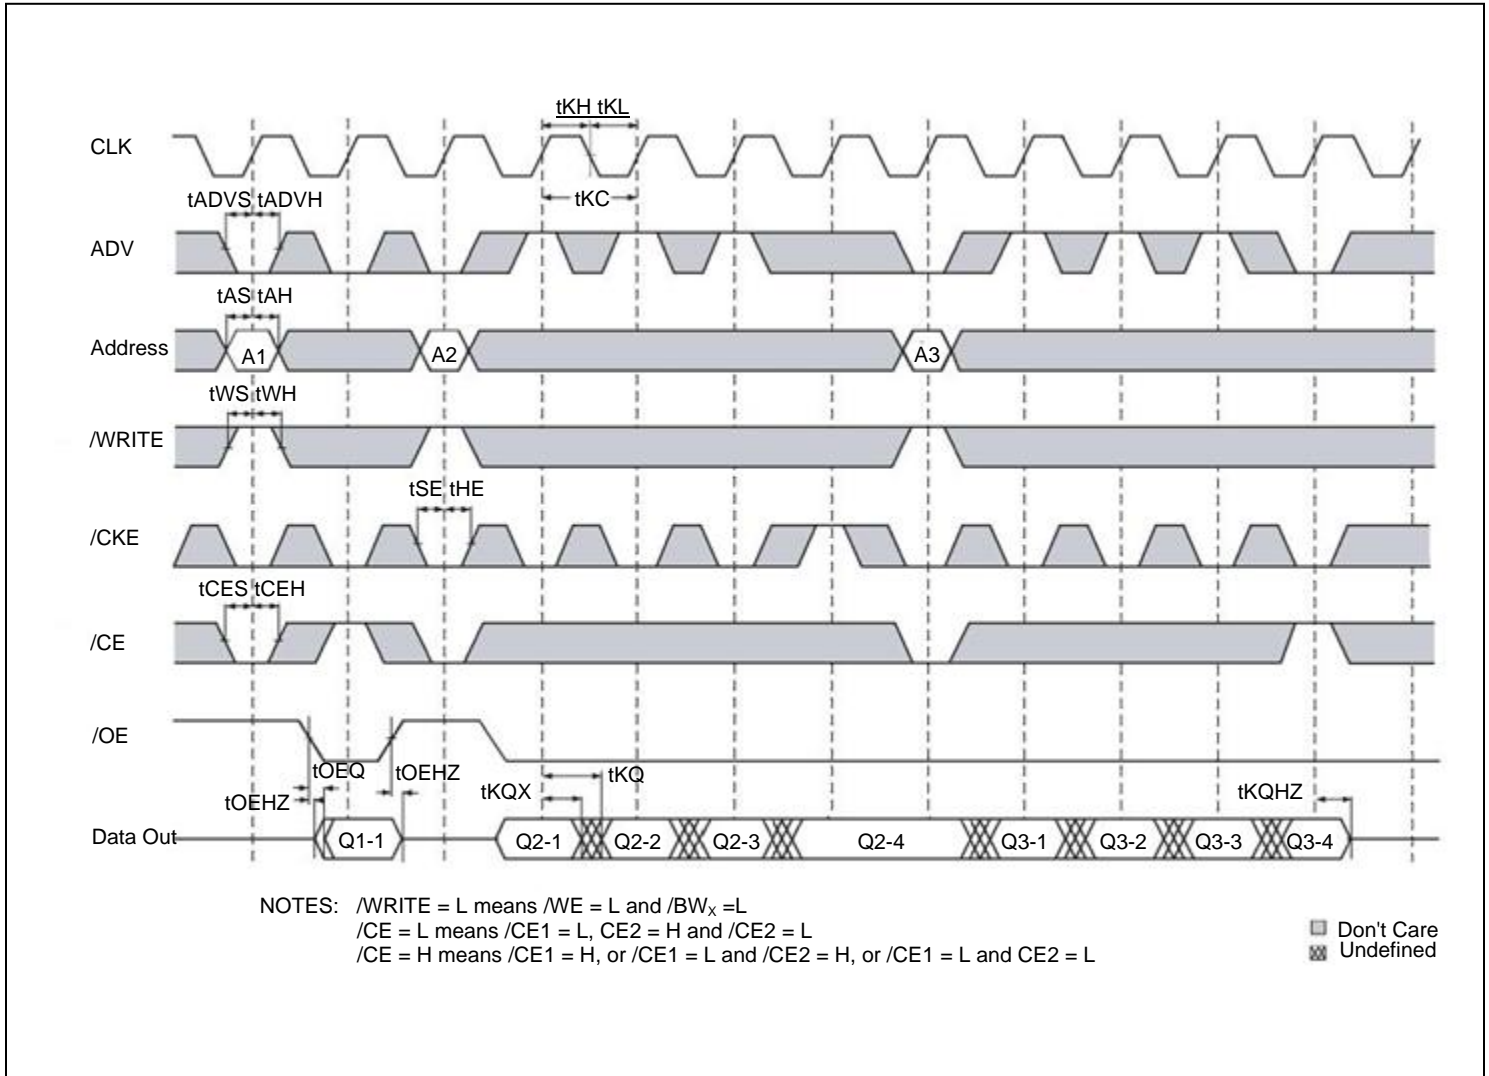 tKH tKL
CLK
tKC
tADVS tADVH
ADV
tAS tAH
Address
A1
A2
A3
tWS tWH
/WRITE
tSE tHE
/CKE
tCES tCEH
/CE
/OE
tOEQ
tOEHZ
tKQ
tOEHZ
tKQX
tKQHZ
Data Out
Q1-1
Q2-1
Q2-2
Q2-3
Q2-4
Q3-1
Q3-2
Q3-3
Q3-4
NOTES: /WRITE = L means /WE = L and /BWX =L
/CE = L means /CE1 = L, CE2 = H and /CE2 = L
/CE = H means /CE1 = H, or /CE1 = L and /CE2 = H, or /CE1 = L and CE2 = L
Don't Care
Undefined